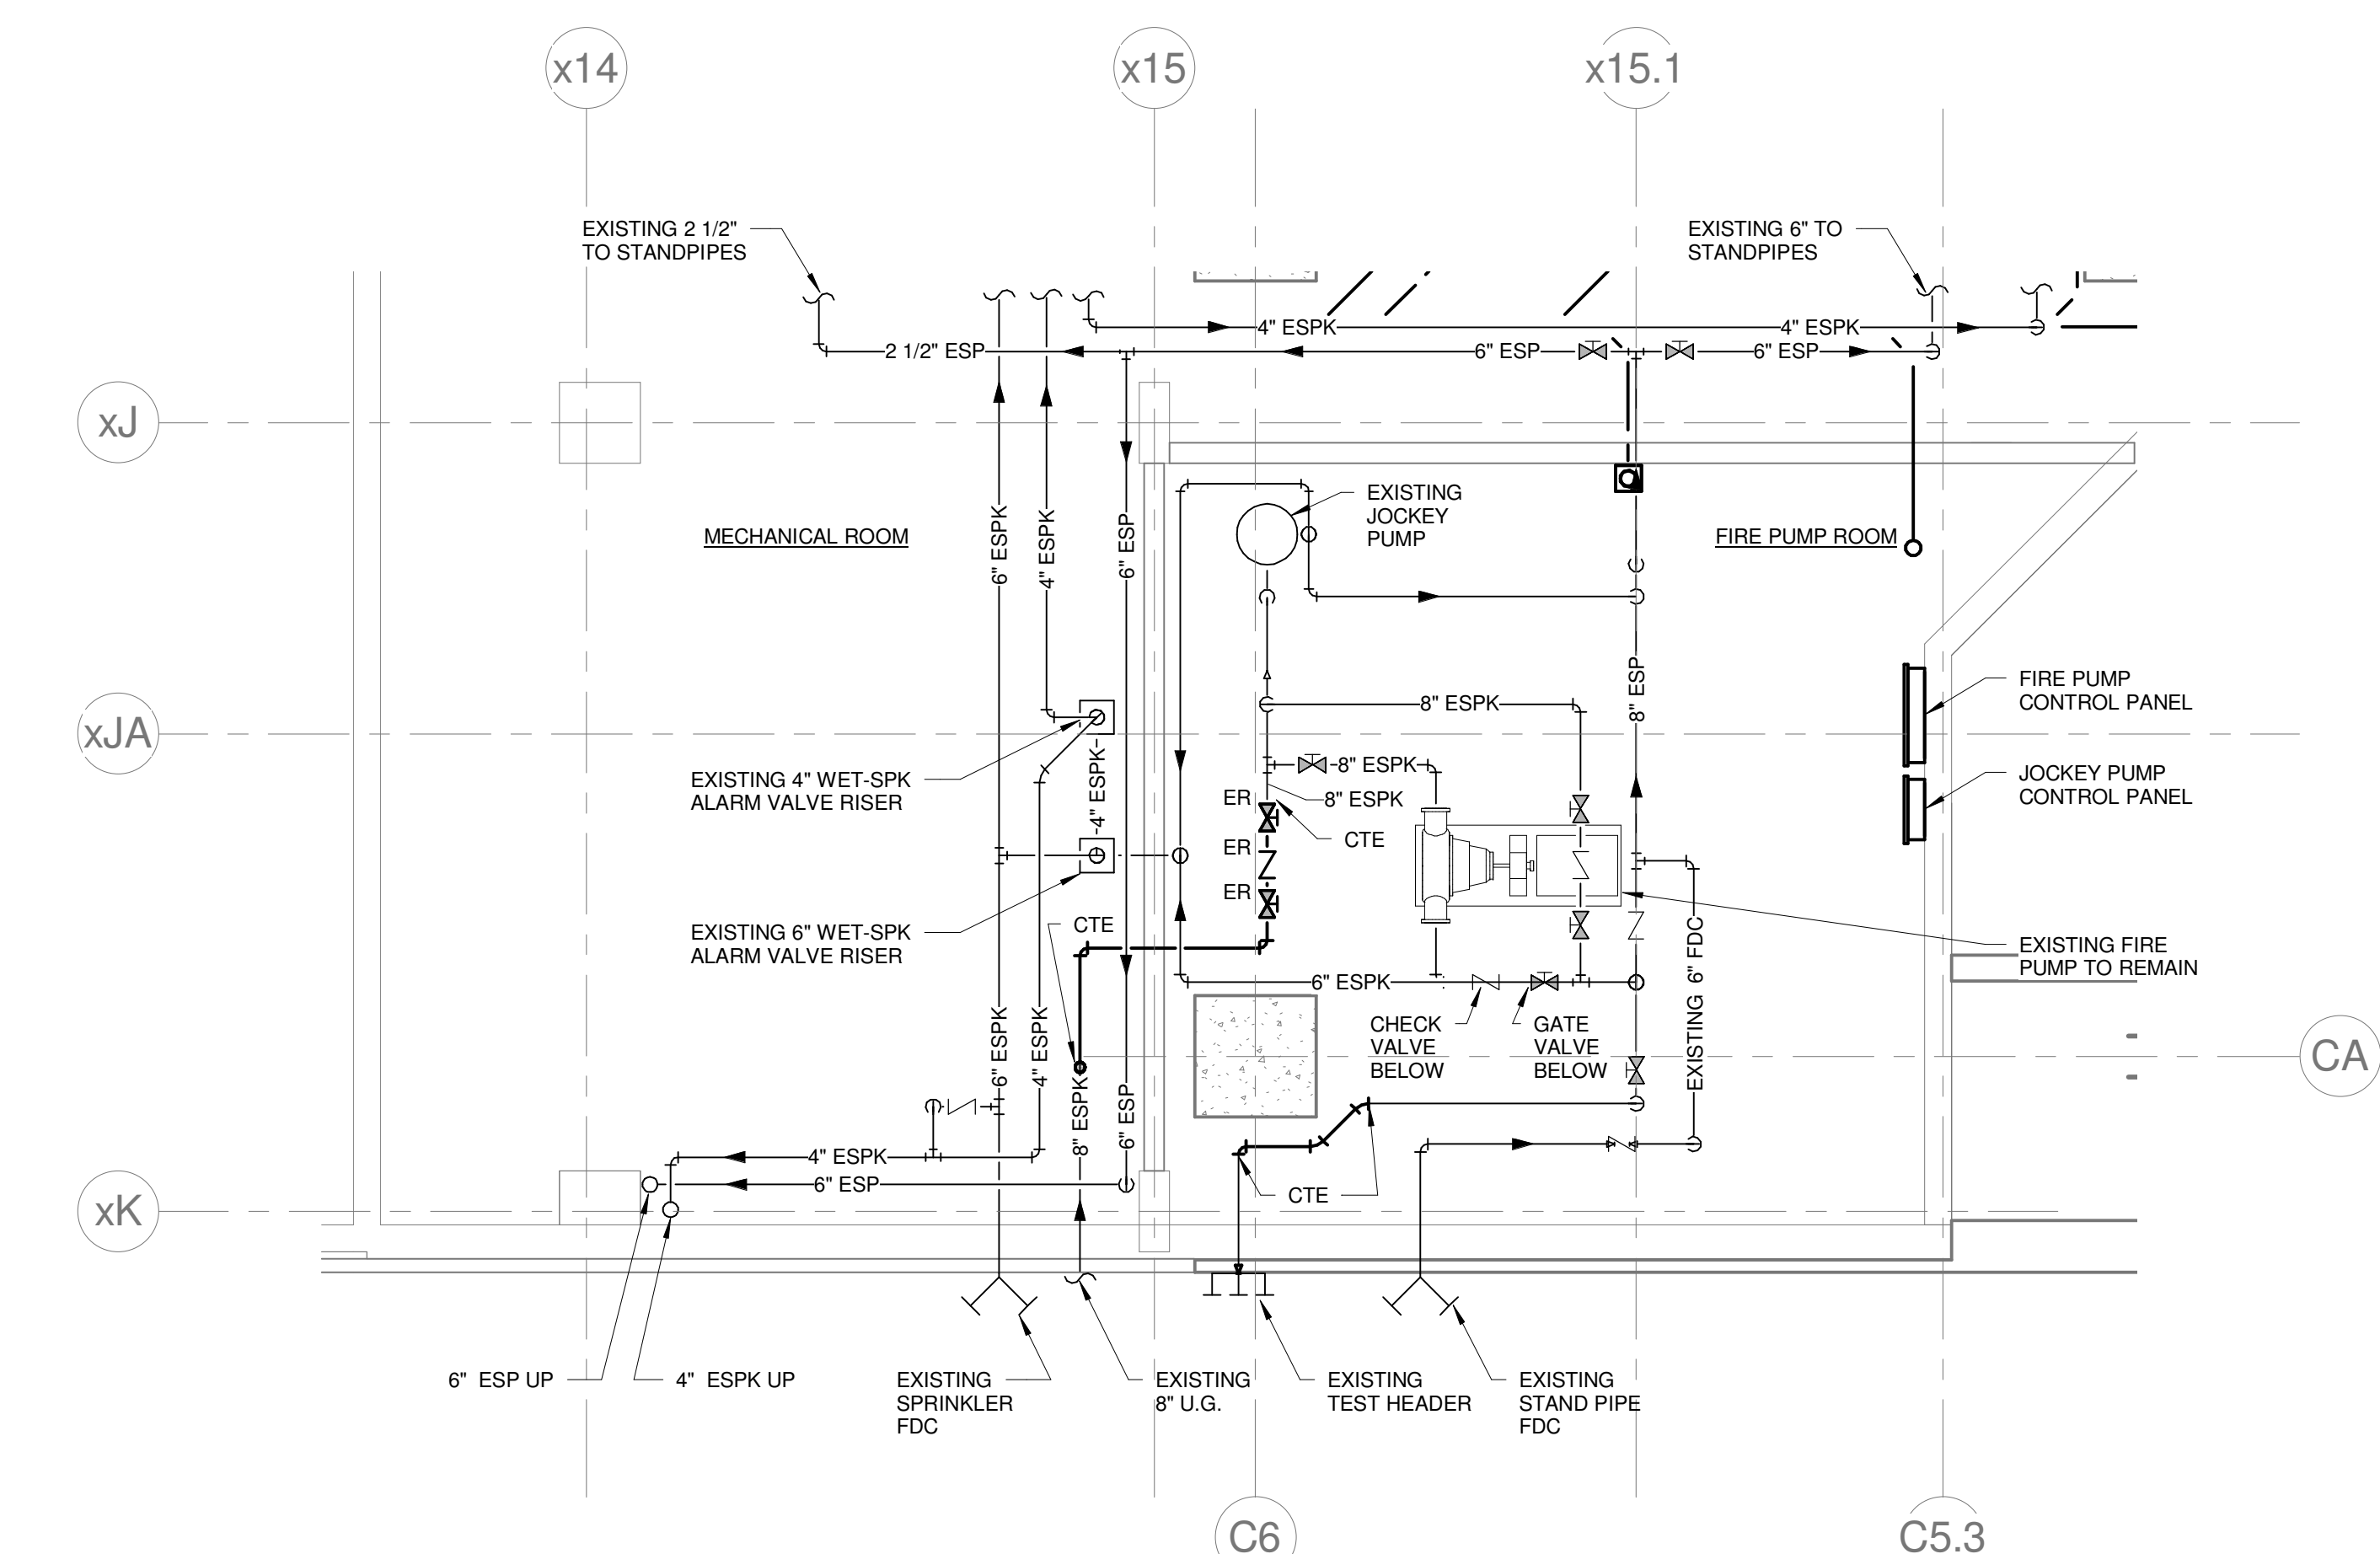 x14
x15
x15.1
EXISTING 2 1/2"
TO STANDPIPES
EXISTING 6" TO
STANDPIPES
4" ESPK
4" ESPK
2 1/2" ESP
6" ESP
6" ESP
xJ
EXISTING
JOCKEY
PUMP
MECHANICAL ROOM
6" ESPK
4" ESPK
6" ESP
FIRE PUMP ROOM
8" ESP
FIRE PUMP
CONTROL PANEL
8" ESPK
xJA
EXISTING 4" WET-SPK
ALARM VALVE RISER
4" ESPK
8" ESPK
JOCKEY PUMP
CONTROL PANEL
ER
8" ESPK
CTE
ER
ER
EXISTING 6" WET-SPK
ALARM VALVE RISER
CTE
EXISTING FIRE
PUMP TO REMAIN
6" ESPK
EXISTING 6" FDC
CHECK
VALVE
BELOW
GATE
VALVE
BELOW
CA
6" ESPK
4" ESPK
8" ESPK
6" ESP
4" ESPK
6" ESP
CTE
xK
6" ESP UP
4" ESPK UP
EXISTING
SPRINKLER
FDC
EXISTING
8" U.G.
EXISTING
TEST HEADER
EXISTING
STAND PIPE
FDC
C6
C5.3